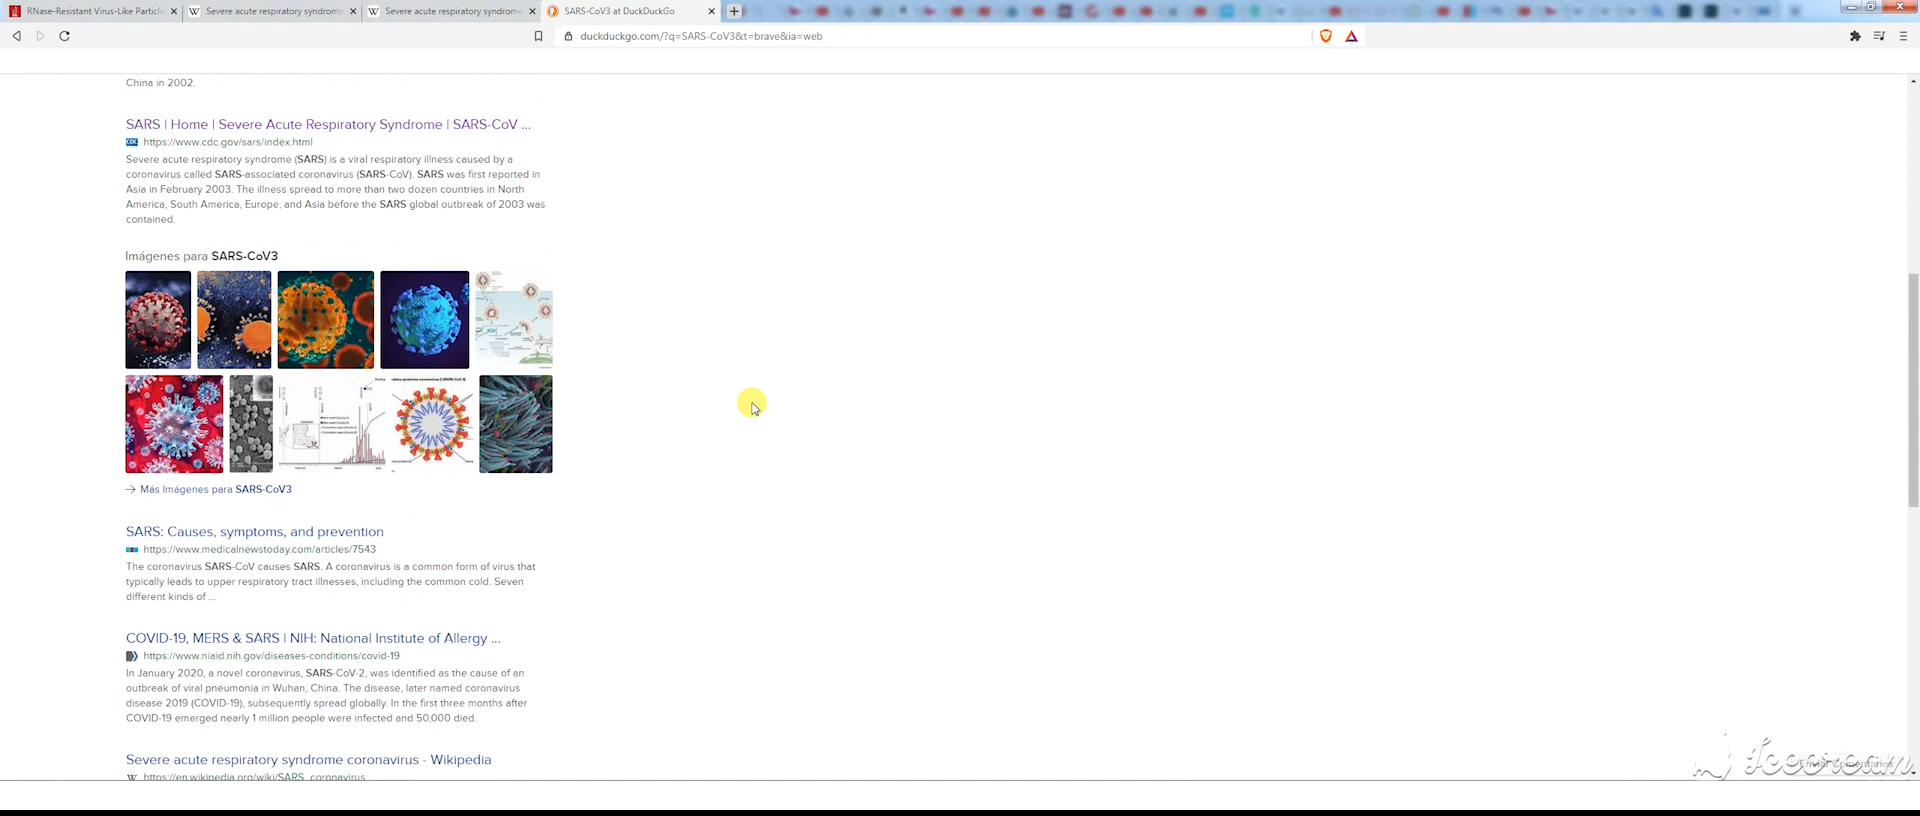 RNase-Resistant Virus-Like Particle
Severe acute respiratory syndrome
Severe acute respiratory syndrome
SARS-CoV3 at DuckDuckGo
duckduckgo.com/?q=SARS-CoV3&t=brave&ia=web
China in 2002.
SARS | Home | Severe Acute Respiratory Syndrome | SARS-CoV ...
https://www.cdc.gov/sars/index.html
Severe acute respiratory syndrome (SARS) is a viral respiratory illness caused by a
coronavirus called SARS-associated coronavirus (SARS-CoV). SARS was first reported in
Asia in February 2003. The illness spread to more than two dozen countries in North
America, South America, Europe, and Asia before the SARS global outbreak of 2003 was
contained.
Imágenes para SARS-CoV3
Más Imágenes para SARS-CoV3
SARS: Causes, symptoms, and prevention
https://www.medicalnewstoday.com/articles/7543
The coronavirus SARS-CoV causes SARS. A coronavirus is a common form of virus that
typically leads to upper respiratory tract illnesses, including the common cold. Seven
different kinds of ...
COVID-19, MERS & SARS | NIH: National Institute of Allergy ...
https://www.niaid.nih.gov/diseases-conditions/covid-19
In January 2020, a novel coronavirus, SARS-CoV-2, was identified as the cause of an
outbreak of viral pneumonia in Wuhan, China. The disease, later named coronavirus
disease 2019 (COVID-19), subsequently spread globally. In the first three months after
COVID-19 emerged nearly 1 million people were infected and 50,000 died.
Severe acute respiratory syndrome coronavirus - Wikipedia
https://en.wikipedia.org/wiki/SARS_coronavirus
Enviar Comentarios
Icecream